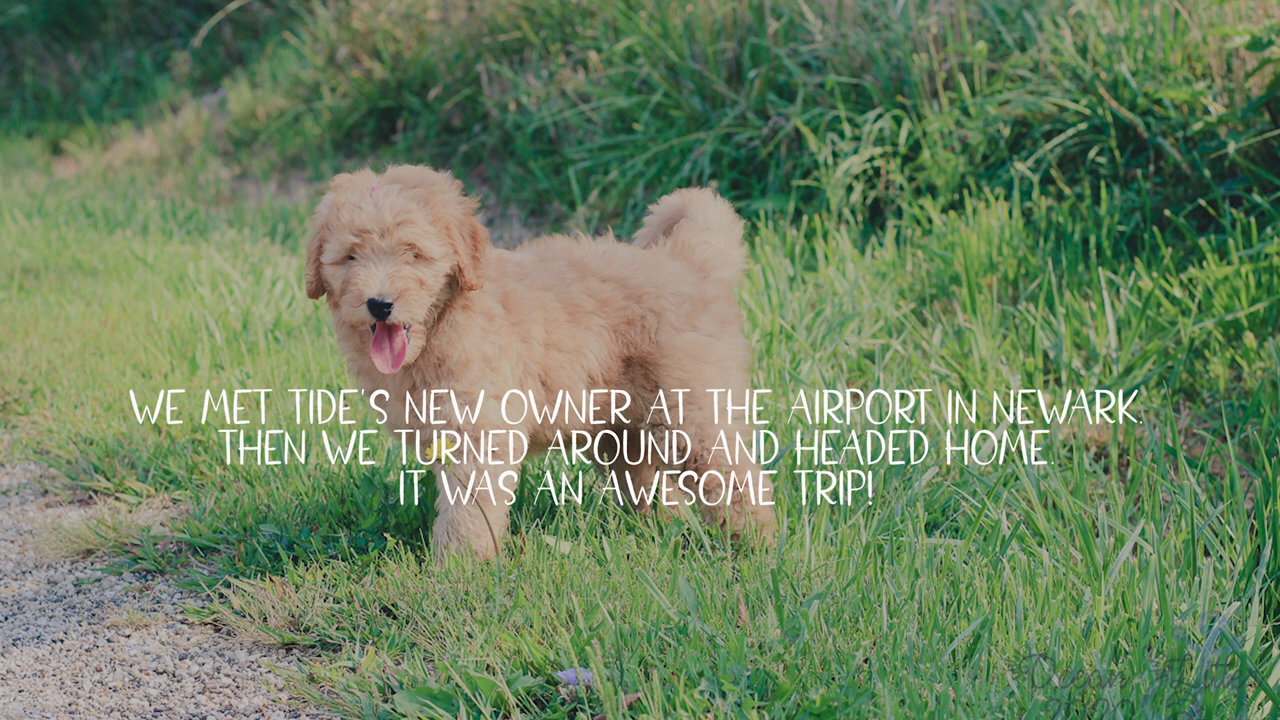 WE MET TIDE'S NEW OWNER AT THE AIRPORT IN NEWARK.
THEN WE TURNED AROUND AND HEADED HOME.
IT WAS AN AWESOME TRIP!